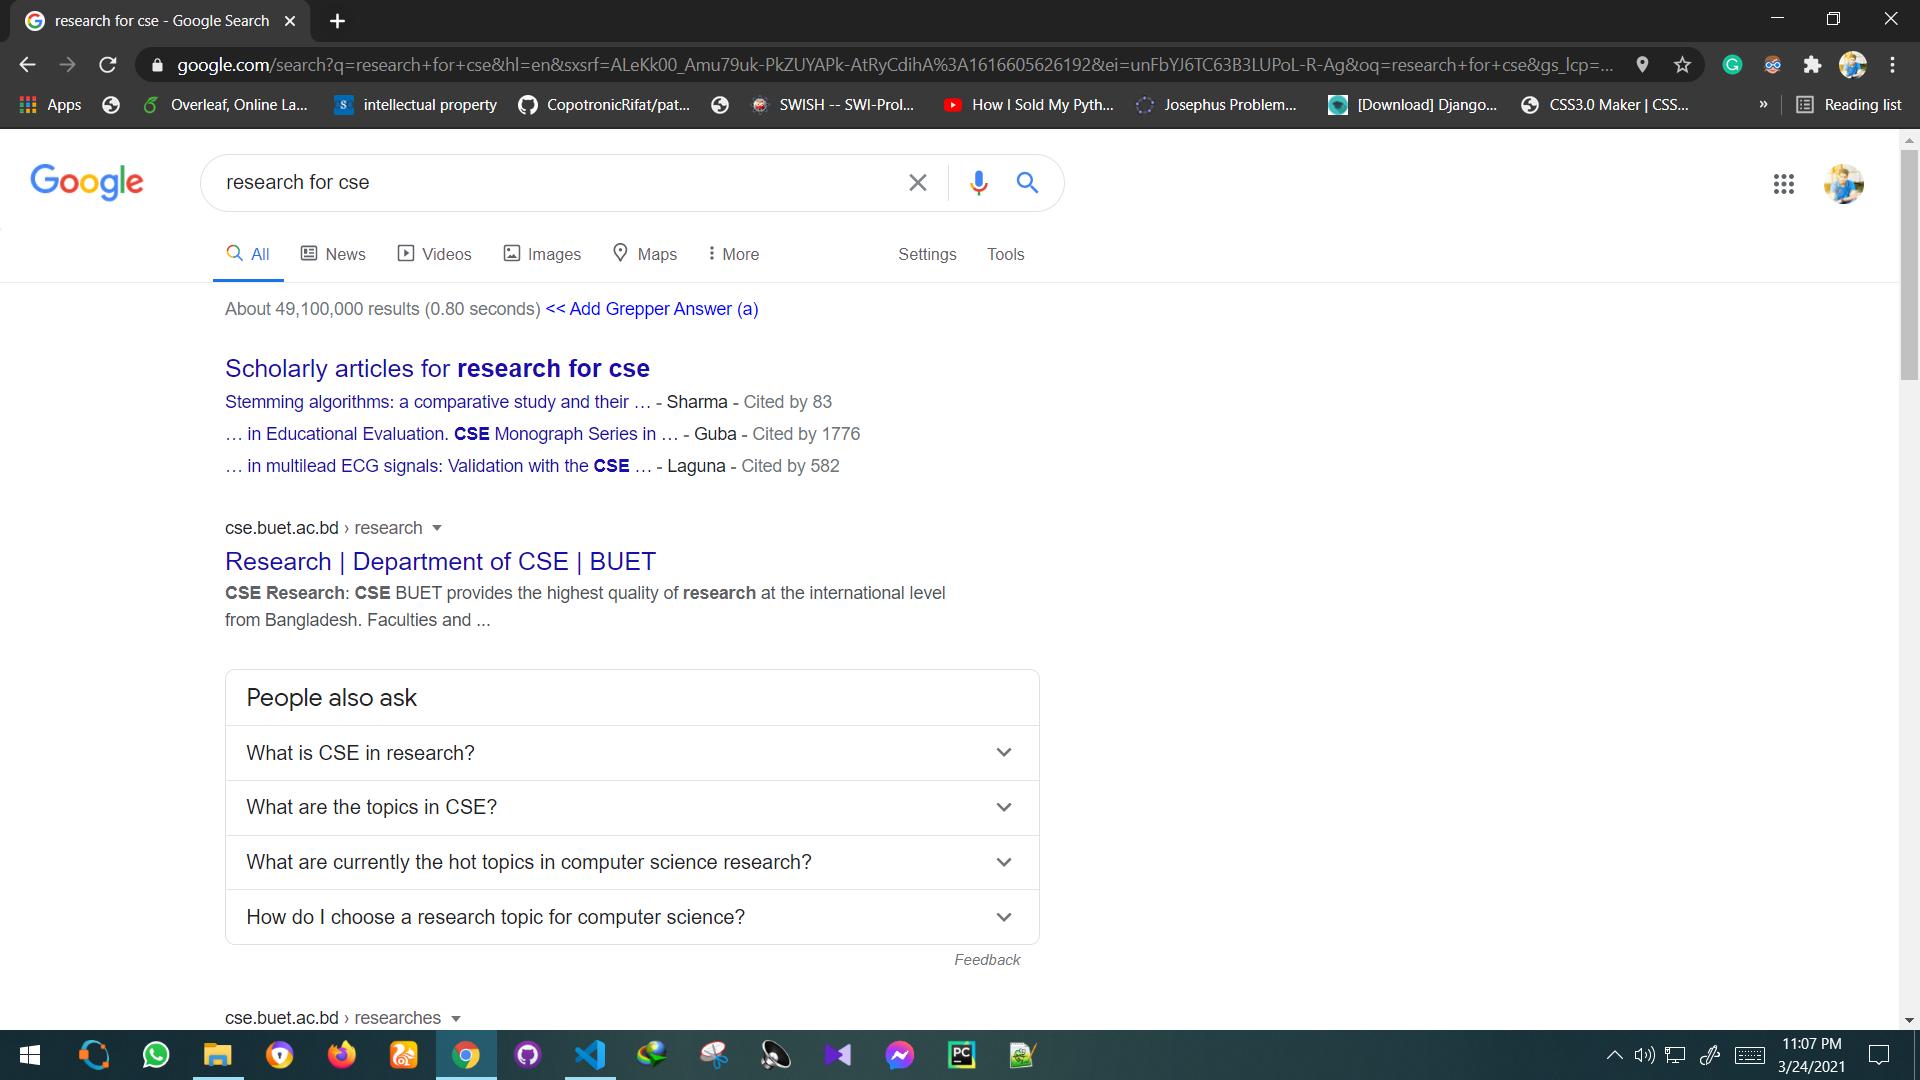 research for cse - Google Search
google.com/search?q=research+for+cse&hl=en&sxsrf=ALeKk00_Amu79uk-PkZUYAPk-AtRyCdihA%3A1616605626192&ei=unFbYJ6TC63B3LUPoL-R-Ag&oq=research+for+cse&gs_lcp=...
Apps Overleaf, Online La... intellectual property CopotronicRifat/pat... SWISH -- SWI-Prol... How I Sold My Pyth... Josephus Problem... [Download] Django... CSS3.0 Maker | CSS... » Reading list
Google research for cse
All News Videos Images Maps More Settings Tools
About 49,100,000 results (0.80 seconds) << Add Grepper Answer (a)
Scholarly articles for research for cse
Stemming algorithms: a comparative study and their … - Sharma - Cited by 83
… in Educational Evaluation. CSE Monograph Series in … - Guba - Cited by 1776
… in multilead ECG signals: Validation with the CSE … - Laguna - Cited by 582
cse.buet.ac.bd › research
Research | Department of CSE | BUET
CSE Research: CSE BUET provides the highest quality of research at the international level
from Bangladesh. Faculties and ...
People also ask
What is CSE in research?
What are the topics in CSE?
What are currently the hot topics in computer science research?
How do I choose a research topic for computer science?
Feedback
cse.buet.ac.bd › researches
11:07 PM
3/24/2021